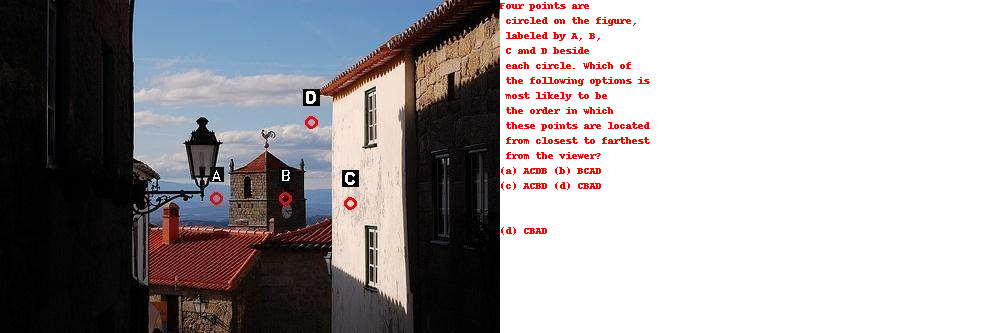 D
A
B
C
Four points are
circled on the figure,
labeled by A, B,
C and D beside
each circle. Which of
the following options is
most likely to be
the order in which
these points are located
from closest to farthest
from the viewer?
(a) ACDB (b) BCAD
(c) ACBD (d) CBAD
(d) CBAD